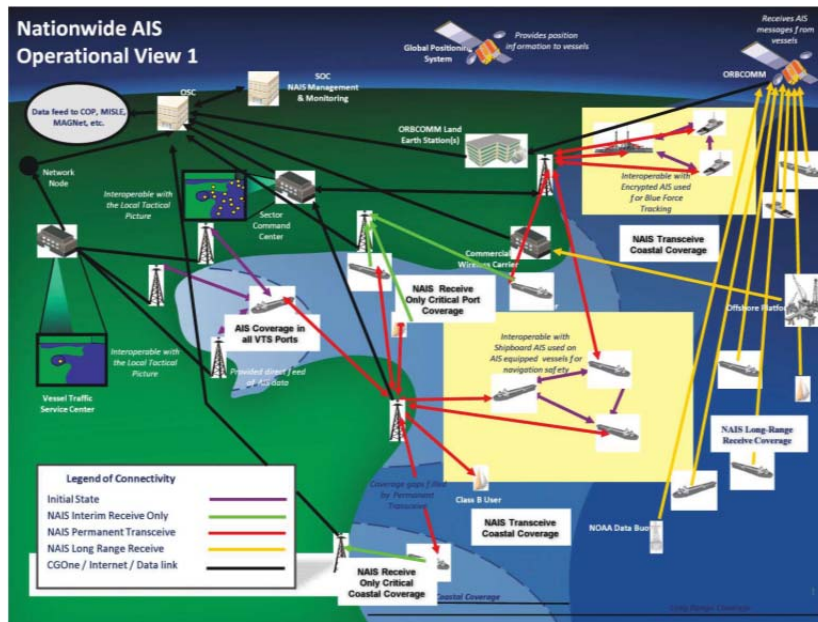 Nationwide AIS
Operational View 1
Global Positioning
System
Provides position
information to vessels
Receives AIS
messages from
vessels
ORBCOMM
SOC
NAIS Management
& Monitoring
OSC
Data feed to COP, MISLE,
MAGNet, etc.
ORBCOMM Land
Earth Station(s)
Network
Node
Interoperable with
the Local Tactical
Picture
Sector
Command
Center
Interoperable with
Encrypted AIS used
for Blue Force
Tracking
NAIS Transceive
Coastal Coverage
Commercial
Wireless Carrier
NAIS Receive
Only Critical Port
Coverage
Offshore Platfo
AIS Coverage in
all VTS Ports
Interoperable with
Shipboard AIS used on
AIS equipped vessels for
navigation safety
Interoperable with
the Local Tactical
Picture
Provided direct feed
of AIS data
Vessel Traffic
Service Center
NAIS Long-Range
Receive Coverage
Legend of Connectivity
Initial State
NAIS Interim Receive Only
NAIS Permanent Transceive
NAIS Long Range Receive
CGOne / Internet / Data link
Coverage gaps filled
by Permanent
Transceive
Class B User
NAIS Transceive
Coastal Coverage
NOAA Data Buo
NAIS Receive
Only Critical
Coastal Coverage
Coastal Coverage
Long Range Coverage